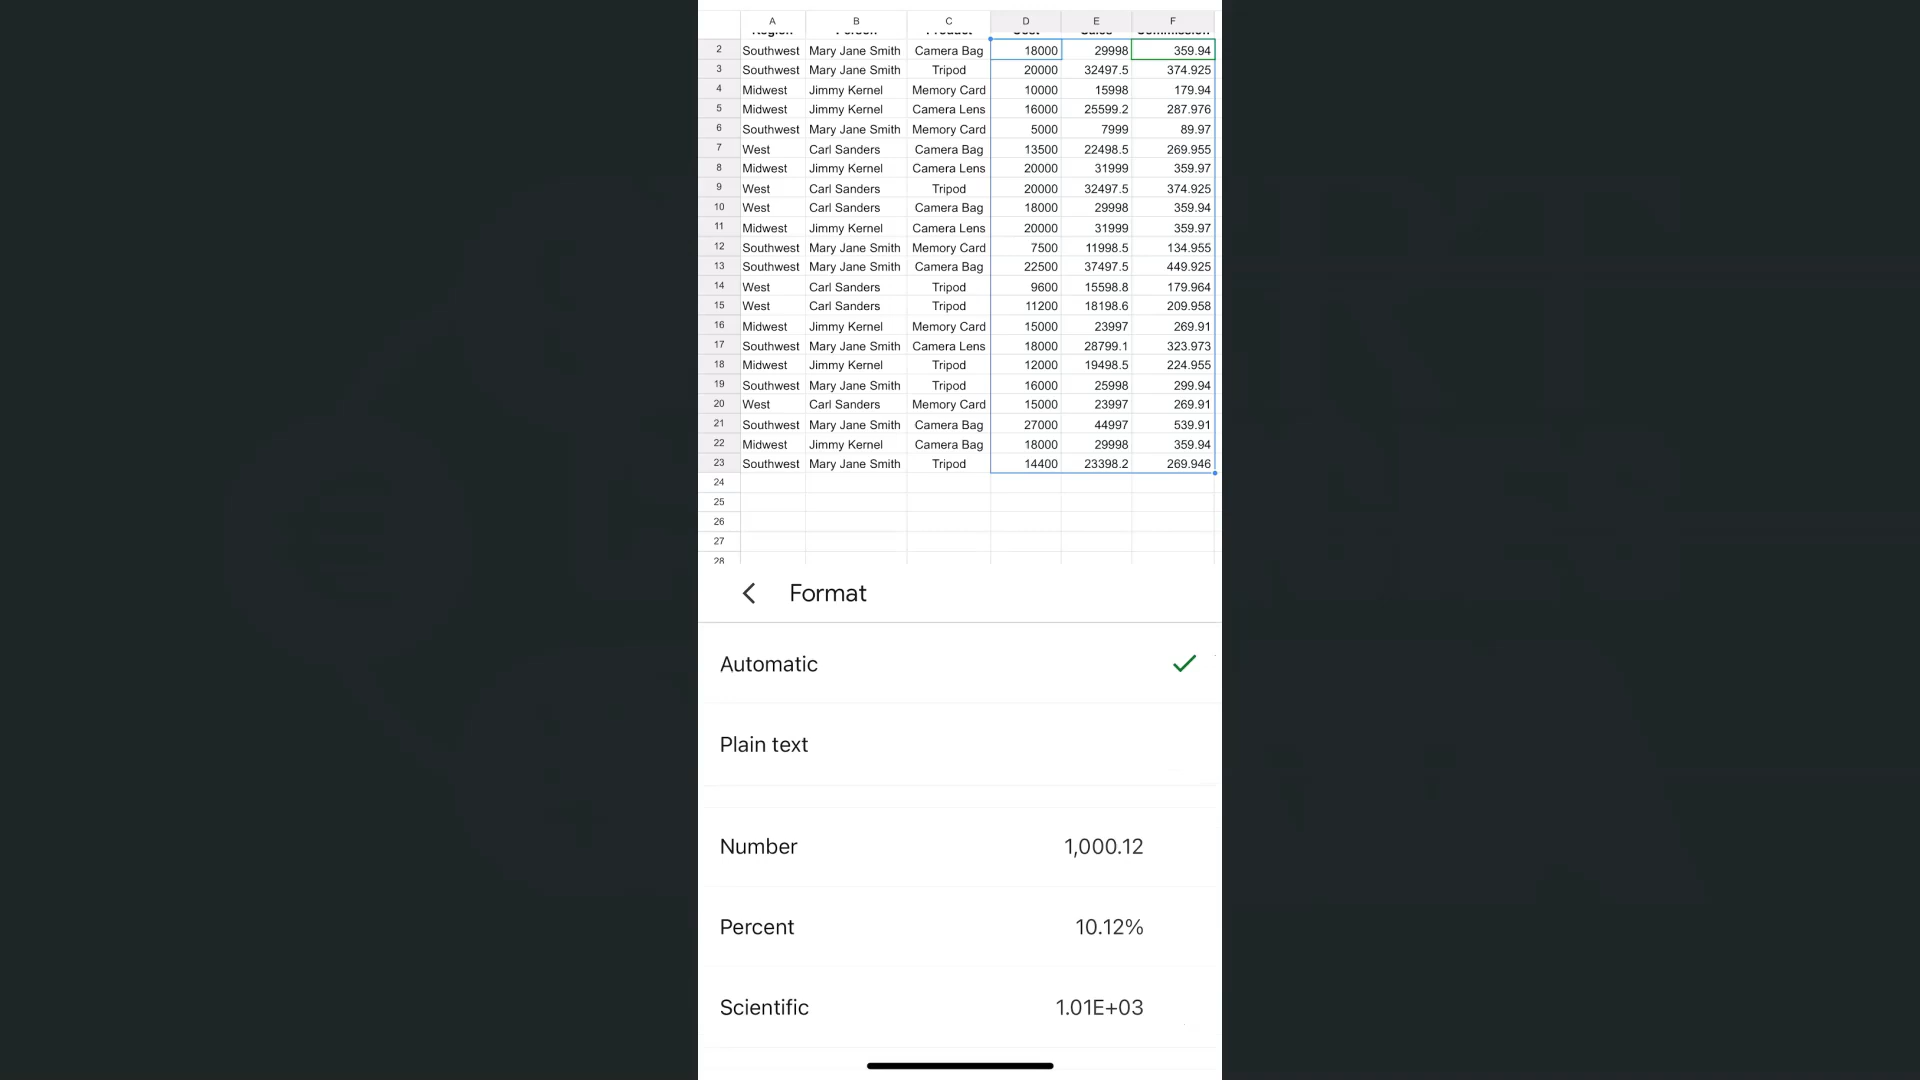 A B C D E F
Region Person Product Cost Sales Commission
2 Southwest Mary Jane Smith Camera Bag 18000 29998 359.94
3 Southwest Mary Jane Smith Tripod 20000 32497.5 374.925
4 Midwest Jimmy Kernel Memory Card 10000 15998 179.94
5 Midwest Jimmy Kernel Camera Lens 16000 25599.2 287.976
6 Southwest Mary Jane Smith Memory Card 5000 7999 89.97
7 West Carl Sanders Camera Bag 13500 22498.5 269.955
8 Midwest Jimmy Kernel Camera Lens 20000 31999 359.97
9 West Carl Sanders Tripod 20000 32497.5 374.925
10 West Carl Sanders Camera Bag 18000 29998 359.94
11 Midwest Jimmy Kernel Camera Lens 20000 31999 359.97
12 Southwest Mary Jane Smith Memory Card 7500 11998.5 134.955
13 Southwest Mary Jane Smith Camera Bag 22500 37497.5 449.925
14 West Carl Sanders Tripod 9600 15598.8 179.964
15 West Carl Sanders Tripod 11200 18198.6 209.958
16 Midwest Jimmy Kernel Memory Card 15000 23997 269.91
17 Southwest Mary Jane Smith Camera Lens 18000 28799.1 323.973
18 Midwest Jimmy Kernel Tripod 12000 19498.5 224.955
19 Southwest Mary Jane Smith Tripod 16000 25998 299.94
20 West Carl Sanders Memory Card 15000 23997 269.91
21 Southwest Mary Jane Smith Camera Bag 27000 44997 539.91
22 Midwest Jimmy Kernel Camera Bag 18000 29998 359.94
23 Southwest Mary Jane Smith Tripod 14400 23398.2 269.946
24
25
26
27
28
Format
Automatic
Plain text
Number 1,000.12
Percent 10.12%
Scientific 1.01E+03